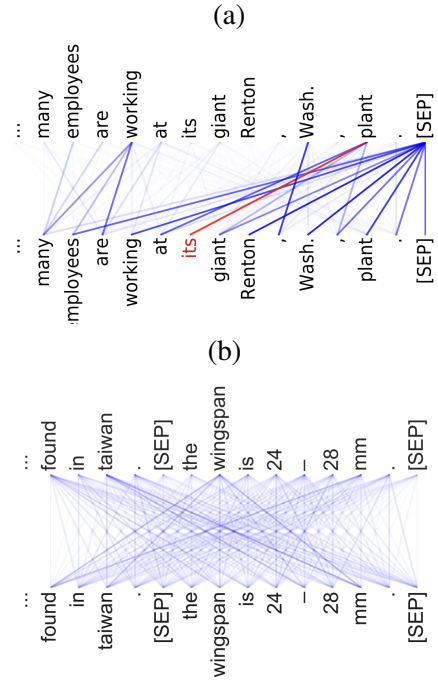 (a)
...
many
employees
are
working
at
its
giant
Renton
,
Wash.
,
plant
.
[SEP]
...
many
employees
are
working
at
its
giant
Renton
,
Wash.
,
plant
.
[SEP]
(b)
...
found
in
taiwan
.
[SEP]
the
wingspan
is
24
–
28
mm
.
[SEP]
...
found
in
taiwan
.
[SEP]
the
wingspan
is
24
–
28
mm
.
[SEP]